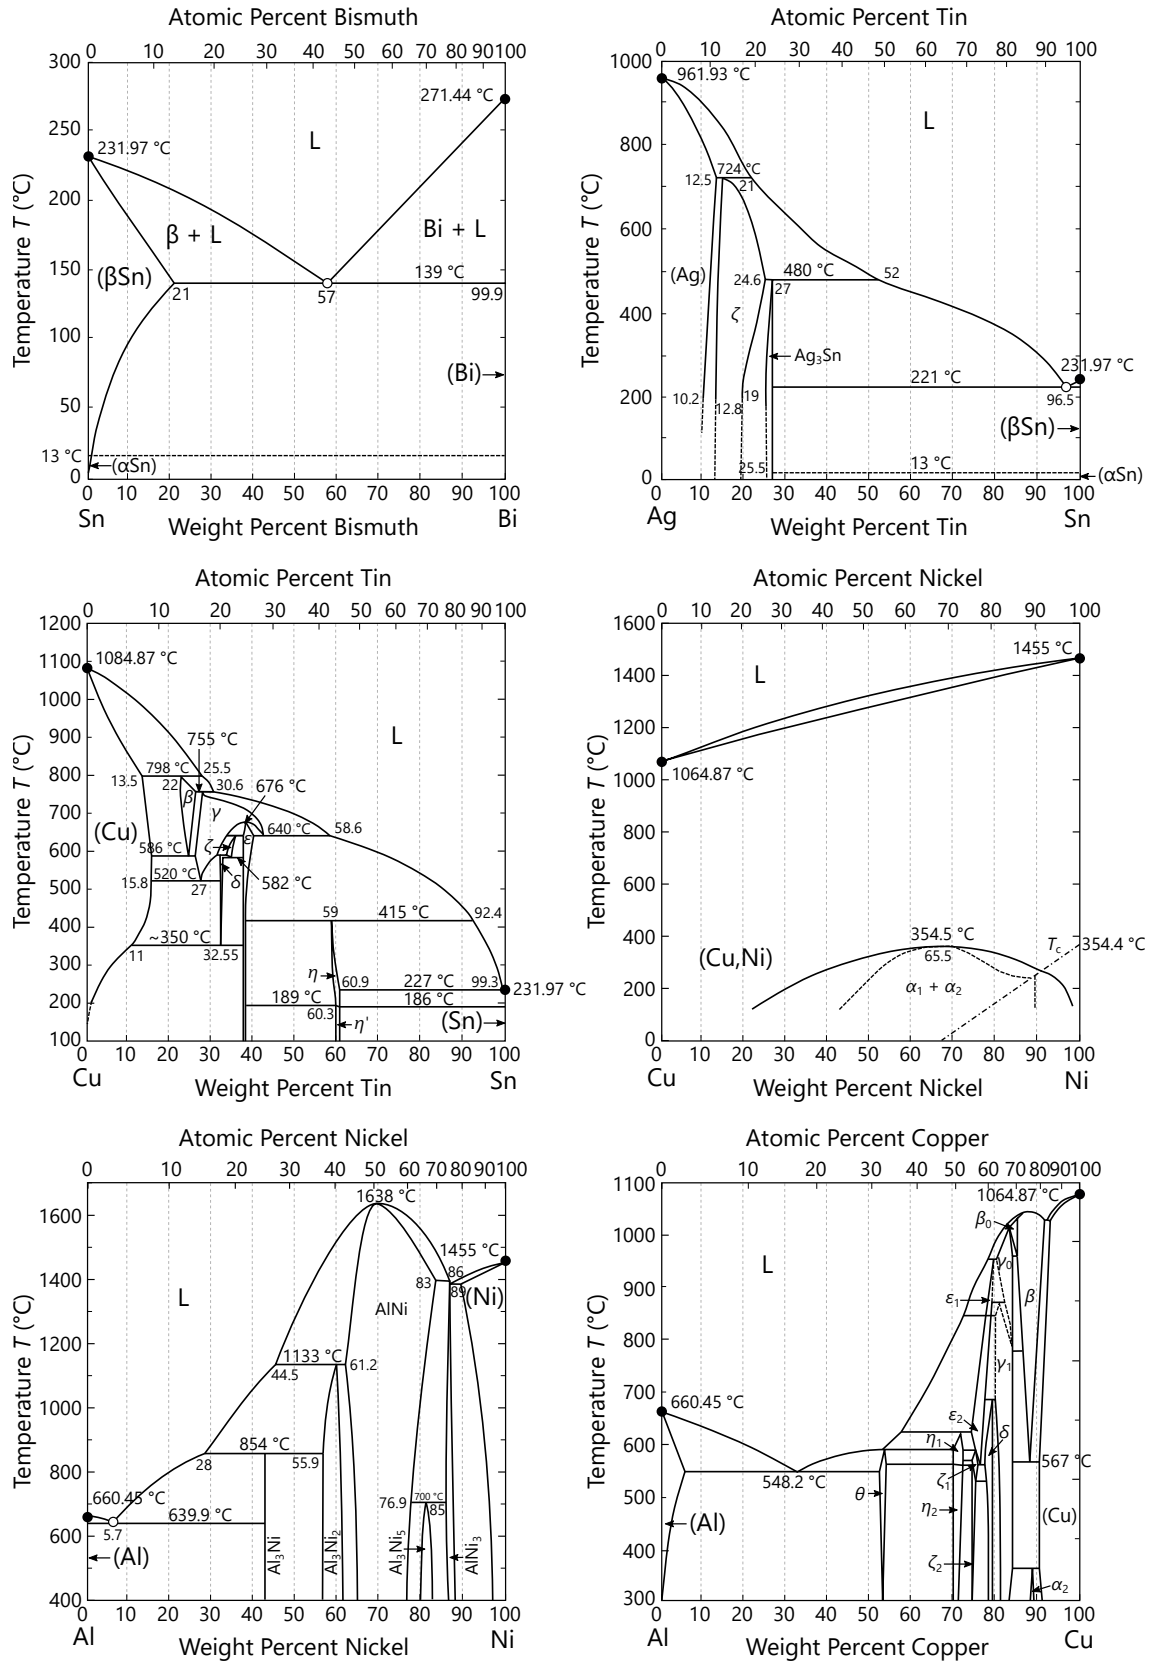 Atomic Percent Bismuth
0 10 20 30 40 50 60 70 80 90 100
300
250
200
150
100
50
0
Temperature T (°C)
231.97 °C
271.44 °C
L
β + L
Bi + L
(βSn)
139 °C
21
57
99.9
(Bi)
13 °C
(αSn)
0 10 20 30 40 50 60 70 80 90 100
Sn
Weight Percent Bismuth
Bi
Atomic Percent Tin
0 10 20 30 40 50 60 70 80 90 100
1000
800
600
400
200
0
Temperature T (°C)
961.93 °C
L
724 °C
12.5
21
(Ag)
24.6
480 °C
52
27
ζ
Ag₃Sn
231.97 °C
221 °C
96.5
10.2
12.8
19
(βSn)
25.5
13 °C
(αSn)
0 10 20 30 40 50 60 70 80 90 100
Ag
Weight Percent Tin
Sn
Atomic Percent Tin
0 10 20 30 40 50 60 70 80 90 100
1200
1100
1000
900
800
700
600
500
400
300
200
100
Temperature T (°C)
1084.87 °C
L
755 °C
798 °C
25.5
13.5
22
30.6
676 °C
β
γ
(Cu)
640 °C
58.6
ζ
ε
586 °C
520 °C
δ
582 °C
15.8
27
59
415 °C
92.4
~350 °C
11
32.55
η
60.9
227 °C
99.3
231.97 °C
189 °C
186 °C
60.3
η'
(Sn)
0 10 20 30 40 50 60 70 80 90 100
Cu
Weight Percent Tin
Sn
Atomic Percent Nickel
0 10 20 30 40 50 60 70 80 90 100
1600
1400
1200
1000
800
600
400
200
0
Temperature T (°C)
1455 °C
L
1064.87 °C
354.5 °C
65.5
T_c
354.4 °C
(Cu,Ni)
α₁ + α₂
0 10 20 30 40 50 60 70 80 90 100
Cu
Weight Percent Nickel
Ni
Atomic Percent Nickel
0 10 20 30 40 50 60 70 80 90 100
1600
1400
1200
1000
800
600
400
Temperature T (°C)
1638 °C
1455 °C
L
83
86
89
(Ni)
AlNi
1133 °C
44.5
61.2
854 °C
28
55.9
660.45 °C
639.9 °C
5.7
76.9
700 °C
85
(Al)
Al₃Ni
Al₃Ni₂
Al₃Ni₅
AlNi₃
0 10 20 30 40 50 60 70 80 90 100
Al
Weight Percent Nickel
Ni
Atomic Percent Copper
0 10 20 30 40 50 60 70 80 90 100
1100
1000
900
800
700
600
500
400
300
Temperature T (°C)
1064.87 °C
β₀
L
γ₀
ε₁
β
γ₁
660.45 °C
ε₂
δ
η₁
548.2 °C
ζ₁
567 °C
θ
η₂
(Al)
(Cu)
ζ₂
α₂
0 10 20 30 40 50 60 70 80 90 100
Al
Weight Percent Copper
Cu